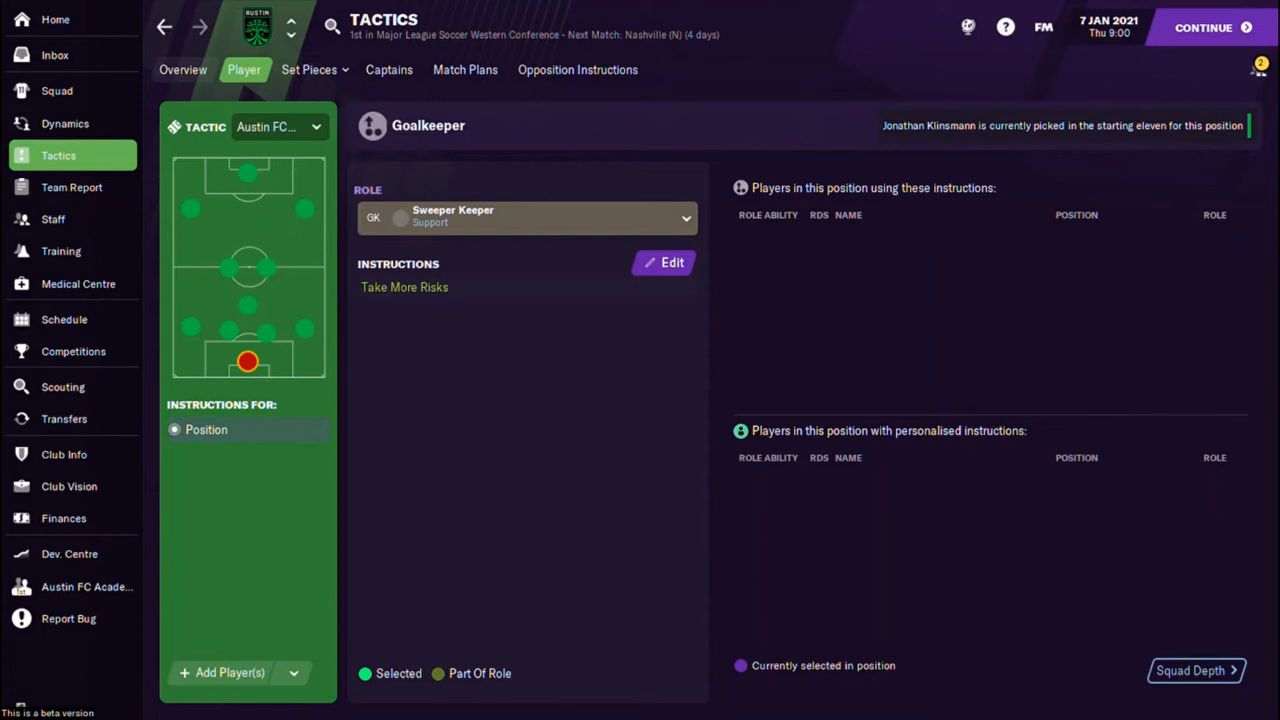 Home
Inbox
Squad
Dynamics
Tactics
Team Report
Staff
Training
Medical Centre
Schedule
Competitions
Scouting
Transfers
Club Info
Club Vision
Finances
Dev. Centre
Austin FC Acade...
Report Bug
This is a beta version
AUSTIN
TACTICS
1st in Major League Soccer Western Conference - Next Match: Nashville (N) (4 days)
? FM
7 JAN 2021
Thu 9:00
CONTINUE
Overview Player Set Pieces Captains Match Plans Opposition Instructions
2
TACTIC Austin FC...
INSTRUCTIONS FOR:
Position
+ Add Player(s)
Goalkeeper
Jonathan Klinsmann is currently picked in the starting eleven for this position
ROLE
GK Sweeper Keeper
Support
INSTRUCTIONS Edit
Take More Risks
Selected Part Of Role
Players in this position using these instructions:
ROLE ABILITY RDS NAME POSITION ROLE
Players in this position with personalised instructions:
ROLE ABILITY RDS NAME POSITION ROLE
Currently selected in position
Squad Depth >